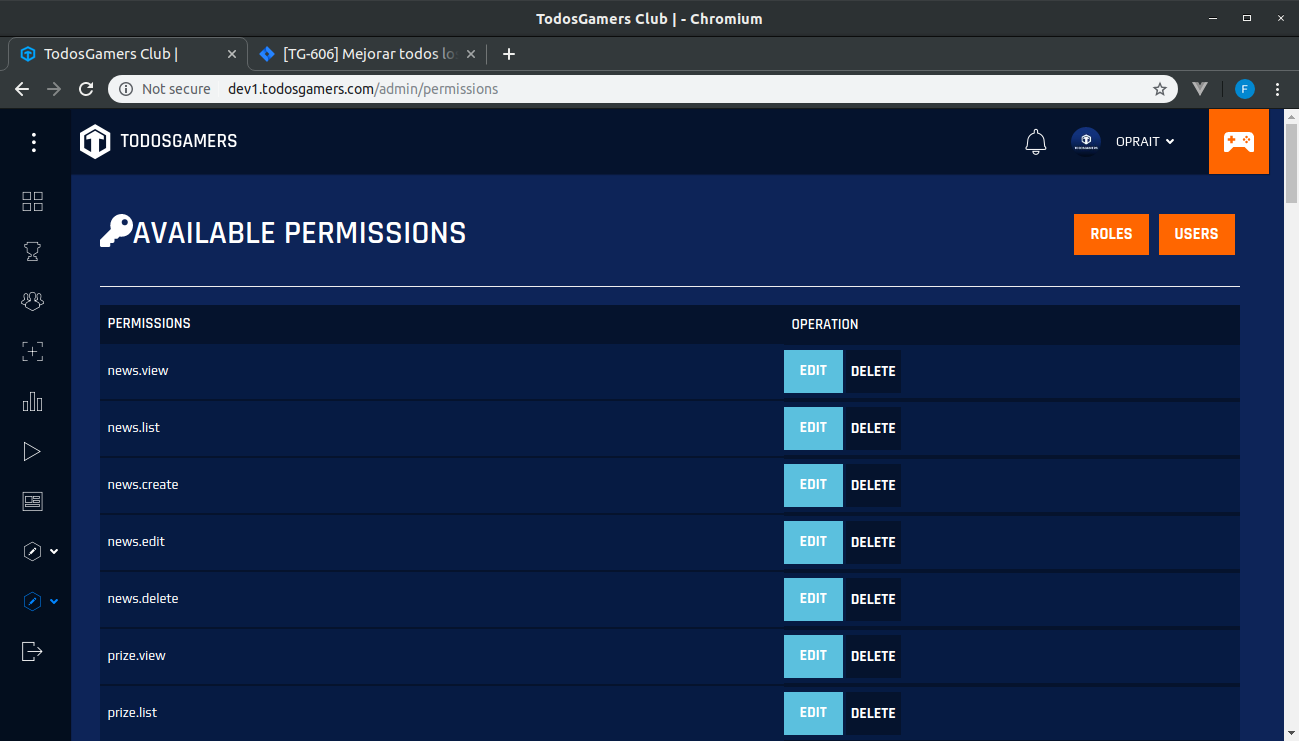 TodosGamers Club | - Chromium
TodosGamers Club |
[TG-606] Mejorar todos lo
Not secure
dev1.todosgamers.com/admin/permissions
F
TODOSGAMERS
OPRAIT
AVAILABLE PERMISSIONS
ROLES
USERS
PERMISSIONS
OPERATION
news.view
EDIT
DELETE
news.list
EDIT
DELETE
news.create
EDIT
DELETE
news.edit
EDIT
DELETE
news.delete
EDIT
DELETE
prize.view
EDIT
DELETE
prize.list
EDIT
DELETE